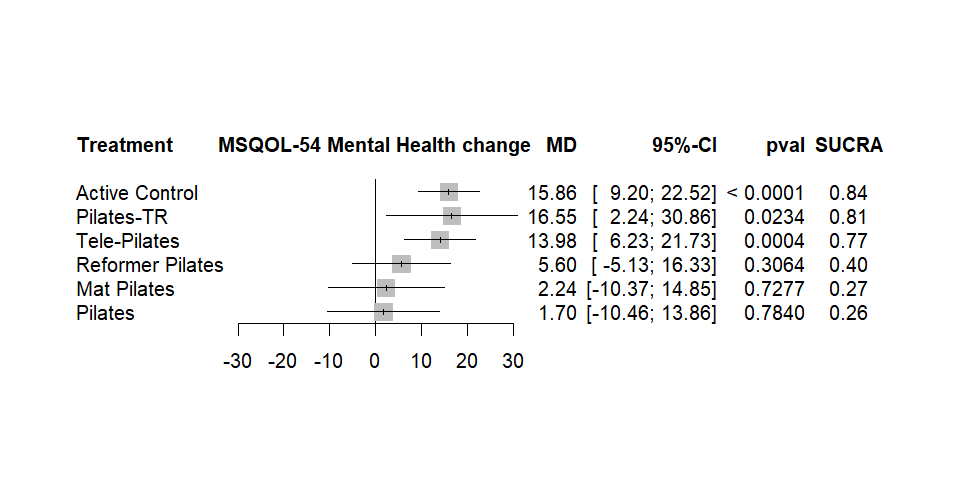 Treatment MSQOL-54 Mental Health change MD 95%-CI pval SUCRA
Active Control 15.86 [ 9.20; 22.52] < 0.0001 0.84
Pilates-TR 16.55 [ 2.24; 30.86] 0.0234 0.81
Tele-Pilates 13.98 [ 6.23; 21.73] 0.0004 0.77
Reformer Pilates 5.60 [ -5.13; 16.33] 0.3064 0.40
Mat Pilates 2.24 [-10.37; 14.85] 0.7277 0.27
Pilates 1.70 [-10.46; 13.86] 0.7840 0.26
-30 -20 -10 0 10 20 30